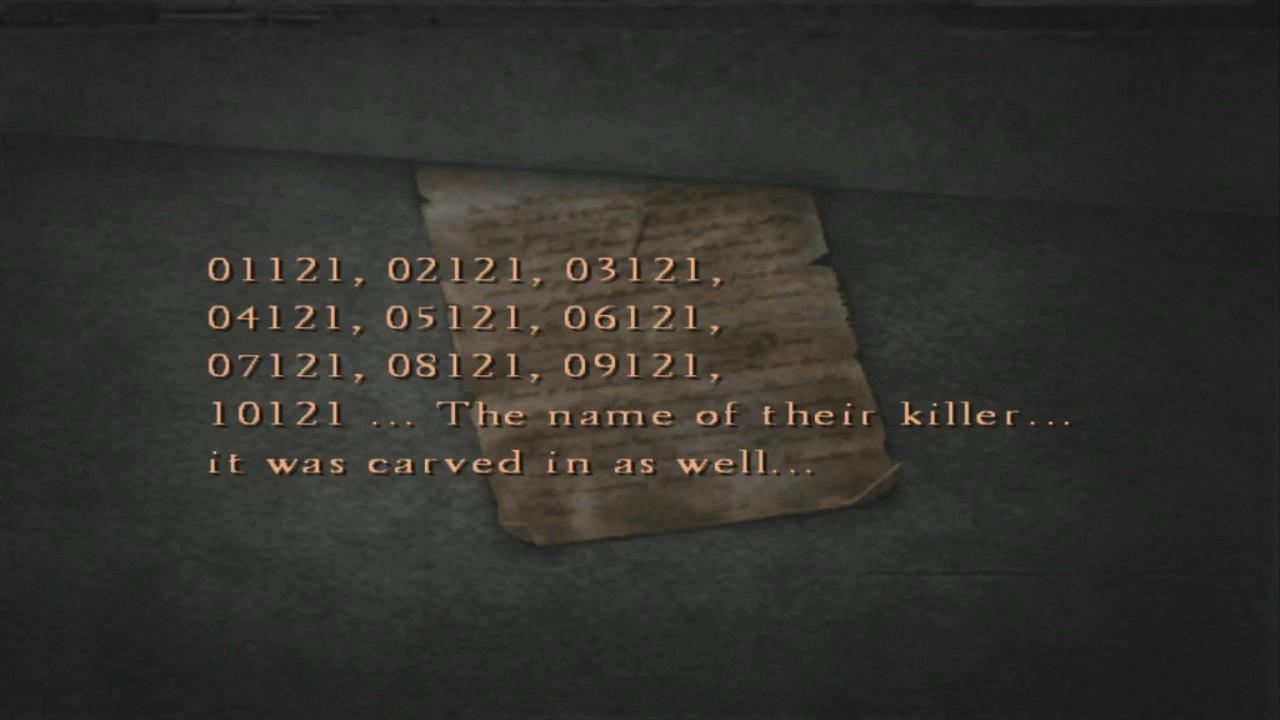 01121, 02121, 03121,
04121, 05121, 06121,
07121, 08121, 09121,
10121 ... The name of their killer...
it was carved in as well...